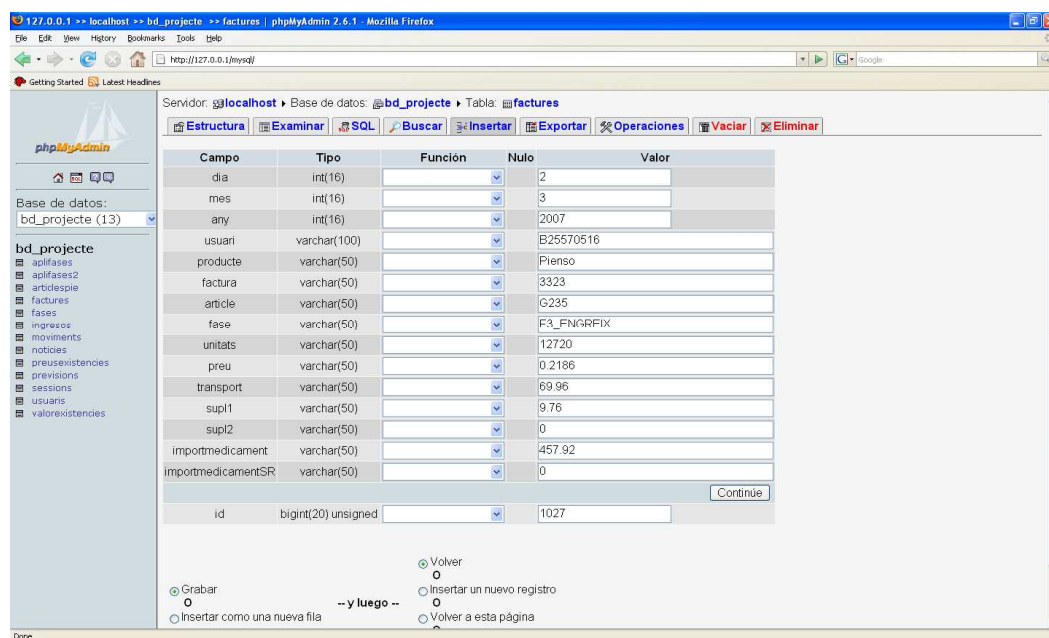 127.0.0.1 >> localhost >> bd_projecte >> factures | phpMyAdmin 2.6.1 - Mozilla Firefox
File Edit View History Bookmarks Tools Help
http://127.0.0.1/mysql/
Google
Getting Started Latest Headlines
phpMyAdmin
SQL
Base de datos:
bd_projecte (13)
bd_projecte
aplifases
aplifases2
articlespie
factures
fases
ingresos
moviments
noticies
preusexistencies
previsions
sessions
usuaris
valorexistencies
Servidor: localhost Base de datos: bd_projecte Tabla: factures
Estructura Examinar SQL Buscar Insertar Exportar Operaciones Vaciar Eliminar
Campo Tipo Función Nulo Valor
dia int(16) 2
mes int(16) 3
any int(16) 2007
usuari varchar(100) B25570516
producte varchar(50) Pienso
factura varchar(50) 3323
article varchar(50) G235
fase varchar(50) F3_ENGREIX
unitats varchar(50) 12720
preu varchar(50) 0.2186
transport varchar(50) 69.96
supl1 varchar(50) 9.76
supl2 varchar(50) 0
importmedicament varchar(50) 457.92
importmedicamentSR varchar(50) 0
Continúe
id bigint(20) unsigned 1027
Grabar
O
Insertar como una nueva fila
-- y luego --
Volver
O
Insertar un nuevo registro
O
Volver a esta página
Done